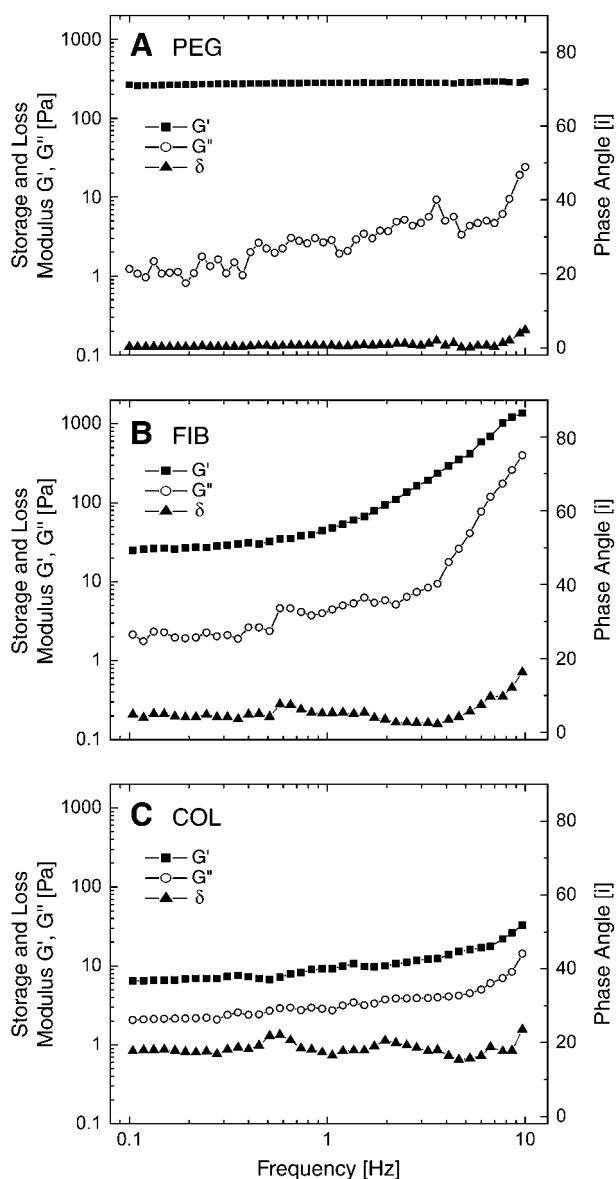 A PEG
Storage and Loss
Modulus G', G" [Pa]
1000
100
10
1
0.1
G'
G"
δ
80
60
40
20
0
Phase Angle [i]
B FIB
Storage and Loss
Modulus G', G" [Pa]
1000
100
10
1
0.1
G'
G"
δ
80
60
40
20
0
Phase Angle [i]
C COL
Storage and Loss
Modulus G', G" [Pa]
1000
100
10
1
0.1
G'
G"
δ
80
60
40
20
0
Phase Angle [i]
0.1 1 10
Frequency [Hz]